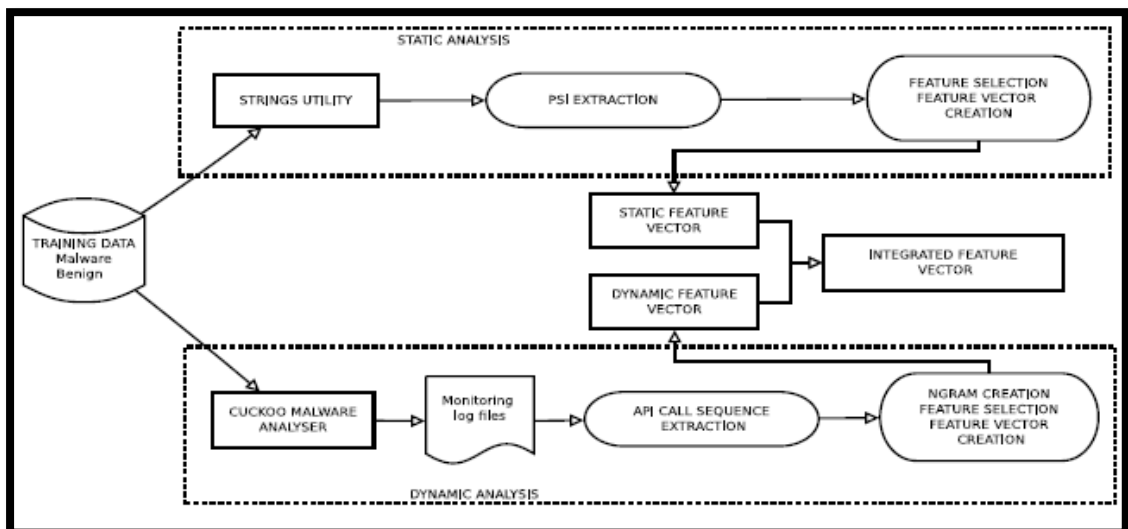 STATIC ANALYSIS
STRINGS UTILITY
PSI EXTRACTION
FEATURE SELECTION
FEATURE VECTOR
CREATION
TRAINING DATA
Malware
Benign
STATIC FEATURE
VECTOR
INTEGRATED FEATURE
VECTOR
DYNAMIC FEATURE
VECTOR
CUCKOO MALWARE
ANALYSER
Monitoring
log files
API CALL SEQUENCE
EXTRACTION
NGRAM CREATION
FEATURE SELECTION
FEATURE VECTOR
CREATION
DYNAMIC ANALYSIS